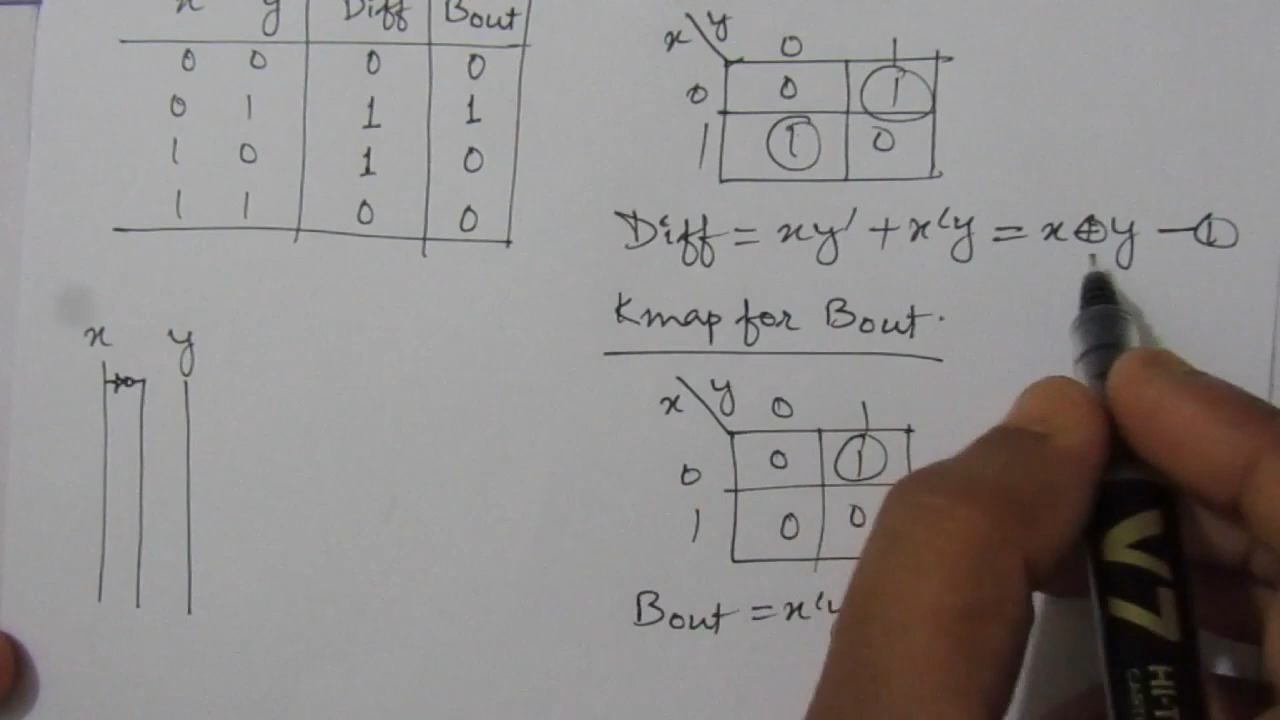 x y Diff Bout
0 0 0 0
0 1 1 1
1 0 1 0
1 1 0 0
x y
x y
0 1
0 0 1
1 1 0
Diff = xy' + x'y = x⊕y — ①
Kmap for Bout.
x y
0 1
0 0 1
1 0 0
Bout = x'y
V7
HI-T